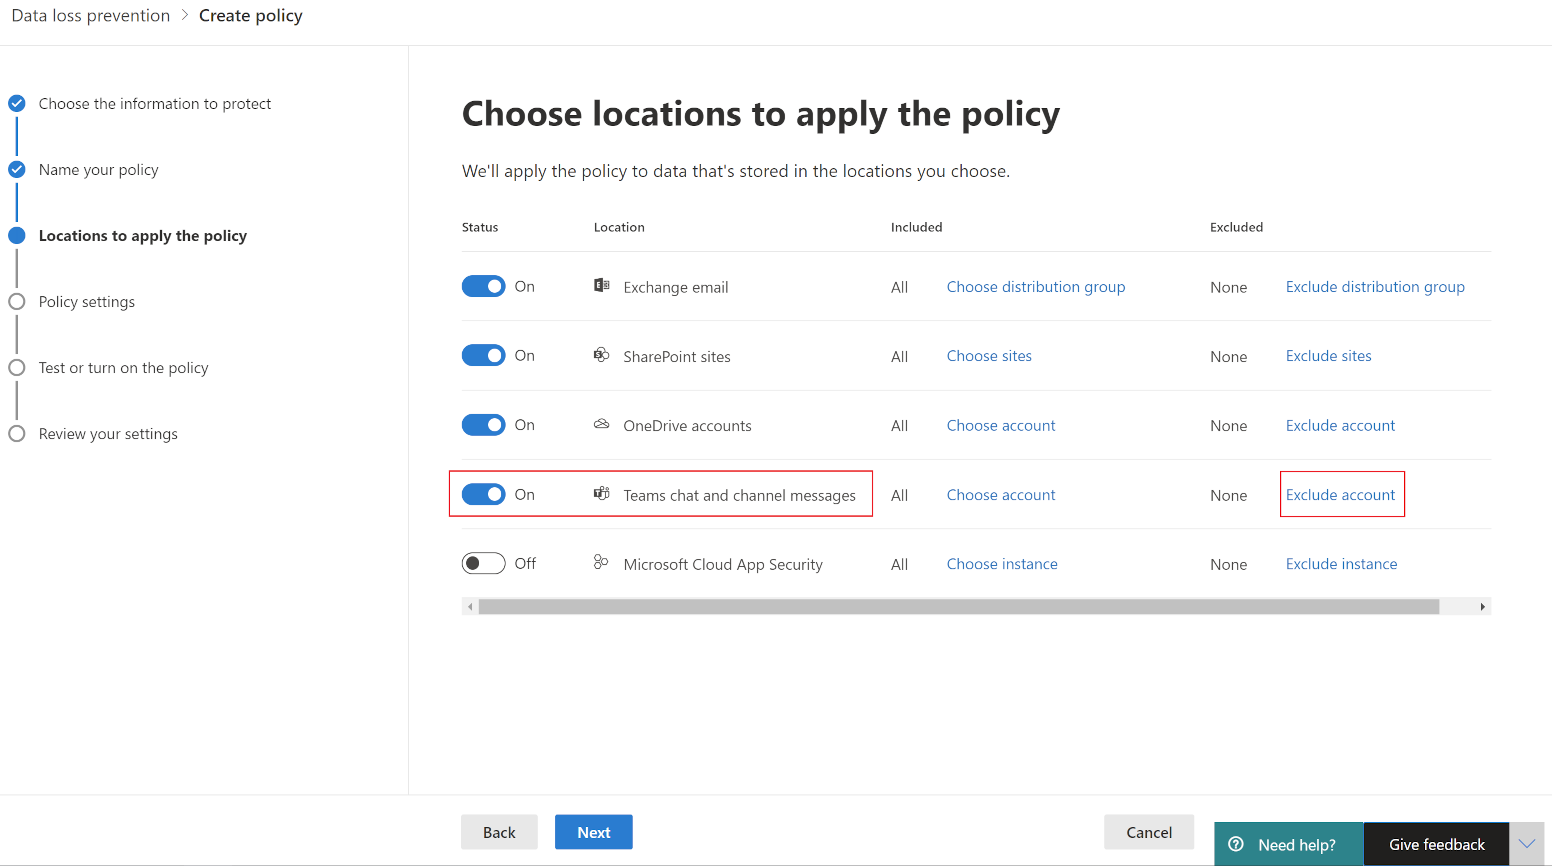 Data loss prevention > Create policy
Choose the information to protect
Name your policy
Locations to apply the policy
Policy settings
Test or turn on the policy
Review your settings
Choose locations to apply the policy
We'll apply the policy to data that's stored in the locations you choose.
Status Location Included Excluded
On Exchange email All Choose distribution group None Exclude distribution group
On SharePoint sites All Choose sites None Exclude sites
On OneDrive accounts All Choose account None Exclude account
On Teams chat and channel messages All Choose account None Exclude account
Off Microsoft Cloud App Security All Choose instance None Exclude instance
Back Next Cancel
Need help? Give feedback